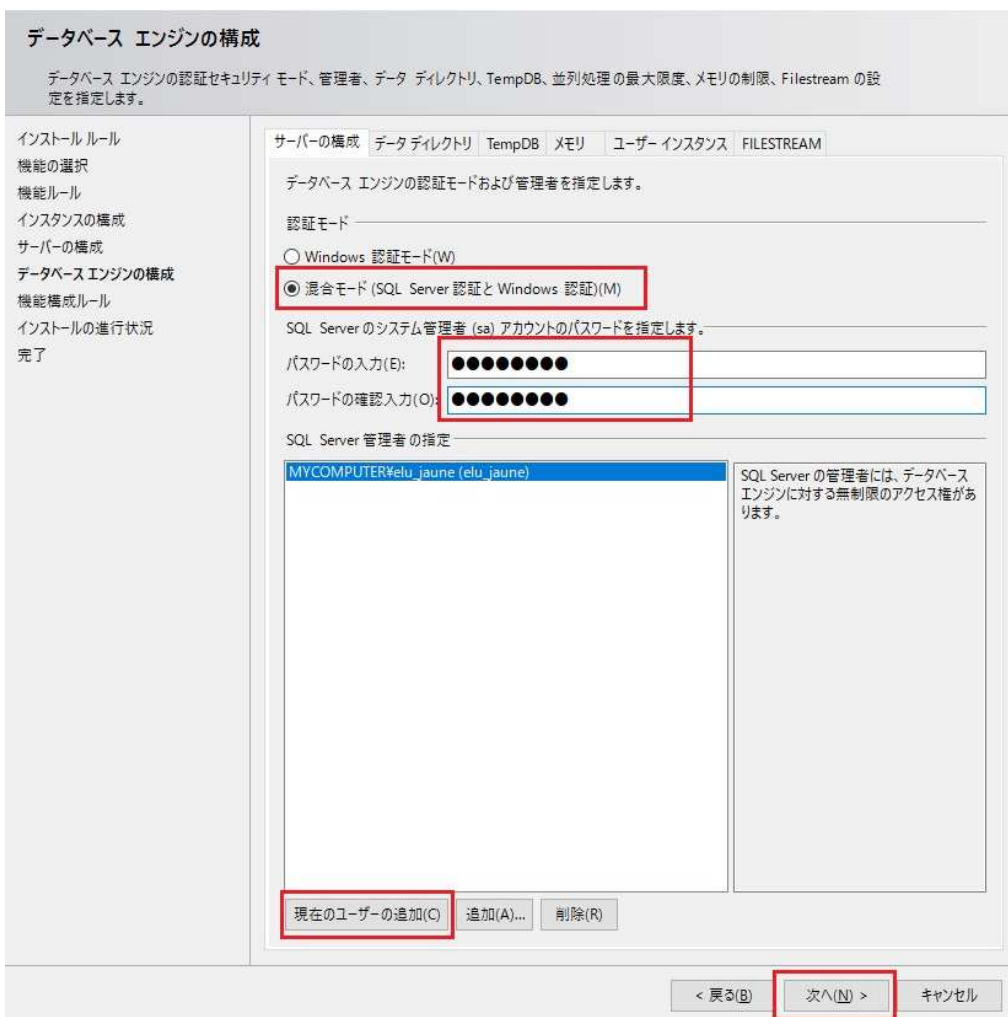 データベース エンジンの構成
データベース エンジンの認証セキュリティ モード、管理者、データ ディレクトリ、TempDB、並列処理の最大限度、メモリの制限、Filestream の設
定を指定します。
インストール ルール
機能の選択
機能ルール
インスタンスの構成
サーバーの構成
データベース エンジンの構成
機能構成ルール
インストールの進行状況
完了
サーバーの構成 データ ディレクトリ TempDB メモリ ユーザー インスタンス FILESTREAM
データベース エンジンの認証モードおよび管理者を指定します。
認証モード
Windows 認証モード(W)
混合モード (SQL Server 認証と Windows 認証)(M)
SQL Server のシステム管理者 (sa) アカウントのパスワードを指定します。
パスワードの入力(E): ●●●●●●●●
パスワードの確認入力(O): ●●●●●●●●
SQL Server 管理者の指定
MYCOMPUTER¥elu_jaune (elu_jaune)
SQL Server の管理者には、データベース
エンジンに対する無制限のアクセス権があ
ります。
現在のユーザーの追加(C) 追加(A)... 削除(R)
< 戻る(B) 次へ(N) > キャンセル